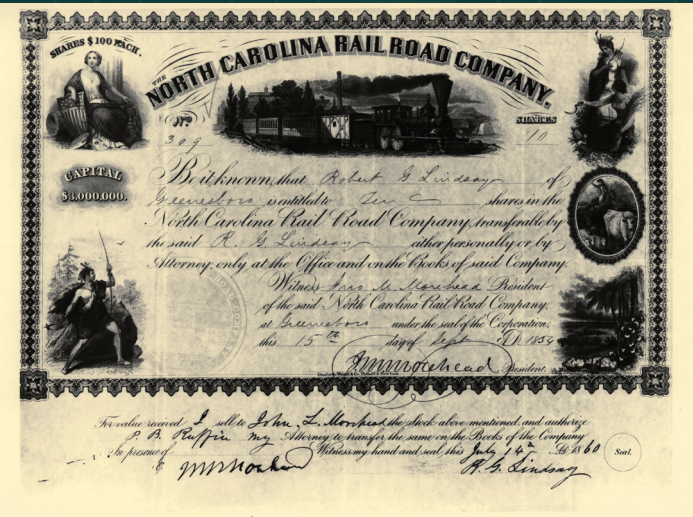 SHARES $100 EACH.
THE
NORTH CAROLINA RAIL ROAD COMPANY.
No
309
SHARES
10
CAPITAL
$3.000.000.
Be it known, that Robert G Lindsay of
Greensboro is entitled to Ten shares in the
North Carolina Rail Road Company, transferable by
the said R. G Lindsay either personally or by
Attorney, only at the Office and on the Books of said Company.
Witness Jno M. Morehead President
of the said North Carolina Rail Road Company,
at Greensboro under the seal of the Corporation,
this 15th day of Sept A.D. 1854
J M Morehead President.
For value received I sell to John. L. Morehead the stock above mentioned, and authorize
P. B. Ruffin my Attorney to transfer the same on the Books of the Company
In presence of Witness my hand and seal this July 14th AD 1860 Seal.
R. G. Lindsay